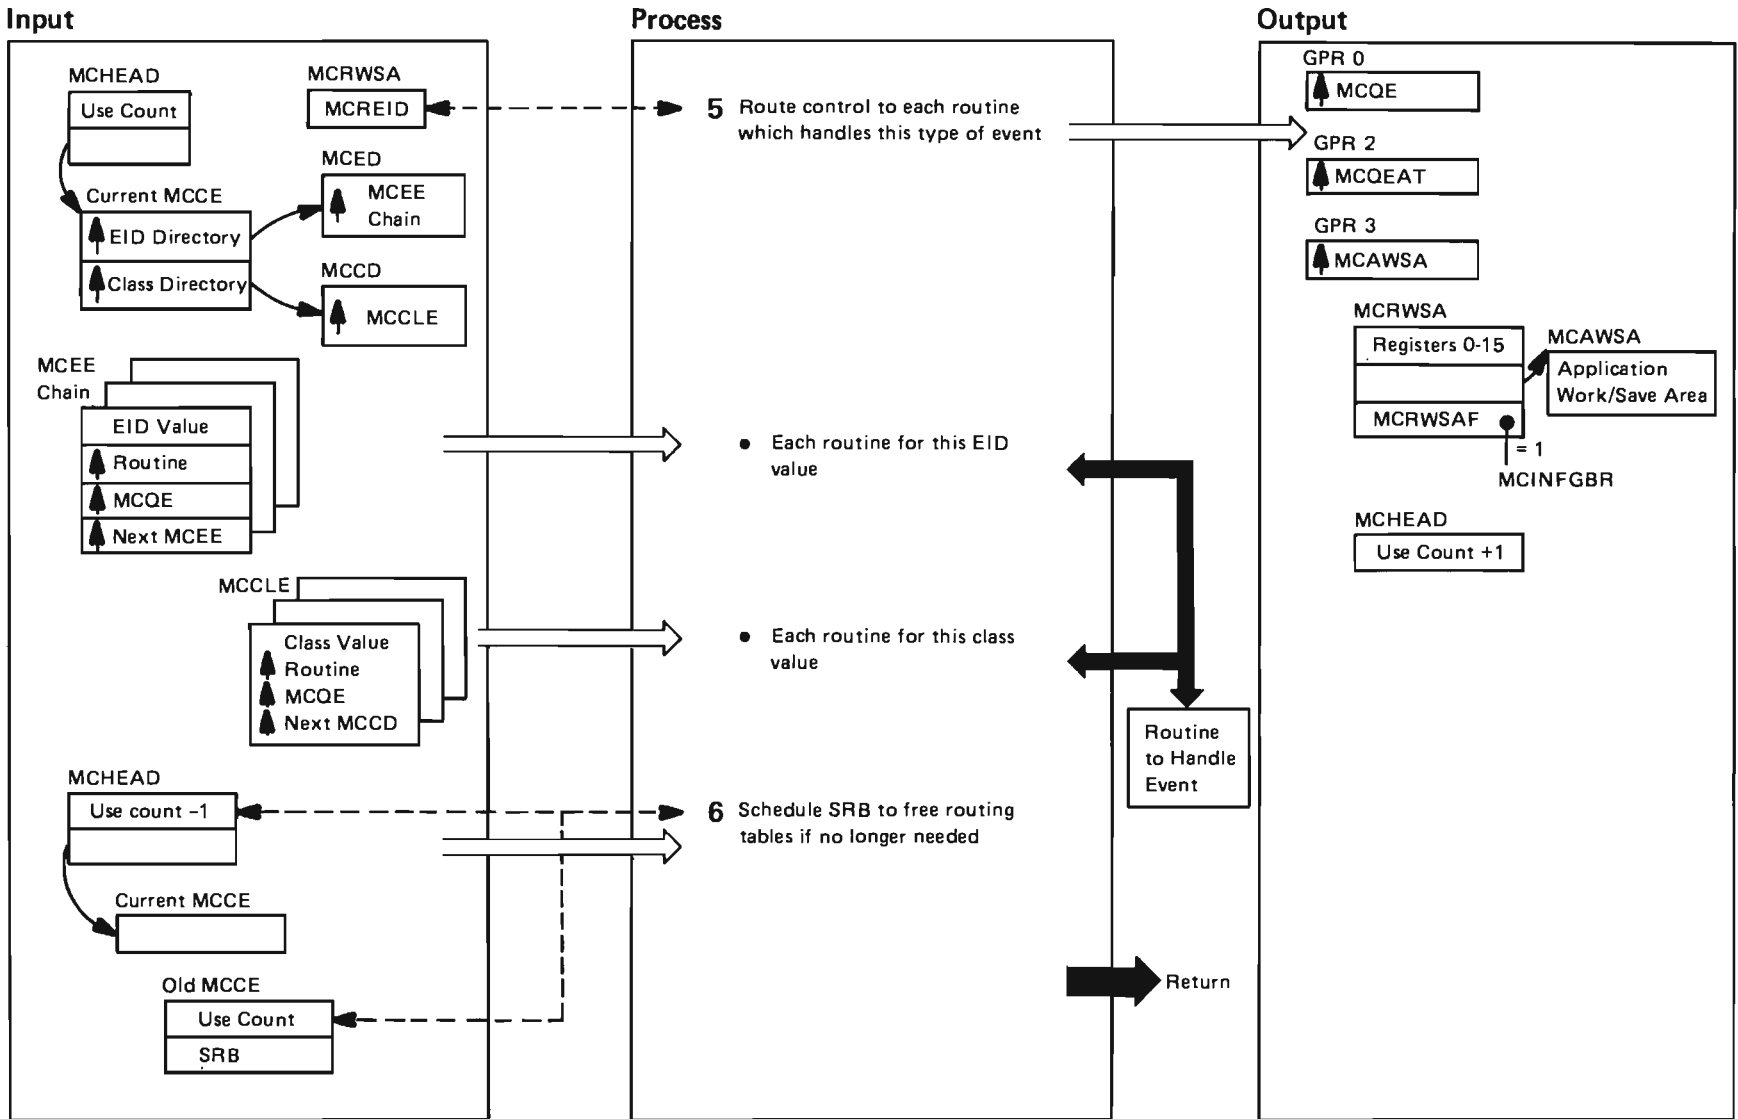 Input
MCHEAD
Use Count
MCRWSA
MCREID
Current MCCE
EID Directory
Class Directory
MCED
MCEE
Chain
MCCD
MCCLE
MCEE
Chain
EID Value
Routine
MCQE
Next MCEE
MCCLE
Class Value
Routine
MCQE
Next MCCD
MCHEAD
Use count –1
Current MCCE
Old MCCE
Use Count
SRB
Process
5 Route control to each routine
which handles this type of event
• Each routine for this EID
value
• Each routine for this class
value
Routine
to Handle
Event
6 Schedule SRB to free routing
tables if no longer needed
Return
Output
GPR 0
MCQE
GPR 2
MCQEAT
GPR 3
MCAWSA
MCRWSA
Registers 0-15
MCRWSAF
= 1
MCINFGBR
MCAWSA
Application
Work/Save Area
MCHEAD
Use Count +1